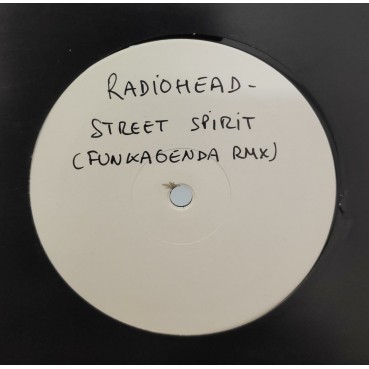 RADIOHEAD -
STREET SPIRIT
(FUNKAGENDA RMX)